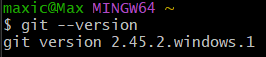 maxic@Max MINGW64 ~
$ git --version
git version 2.45.2.windows.1